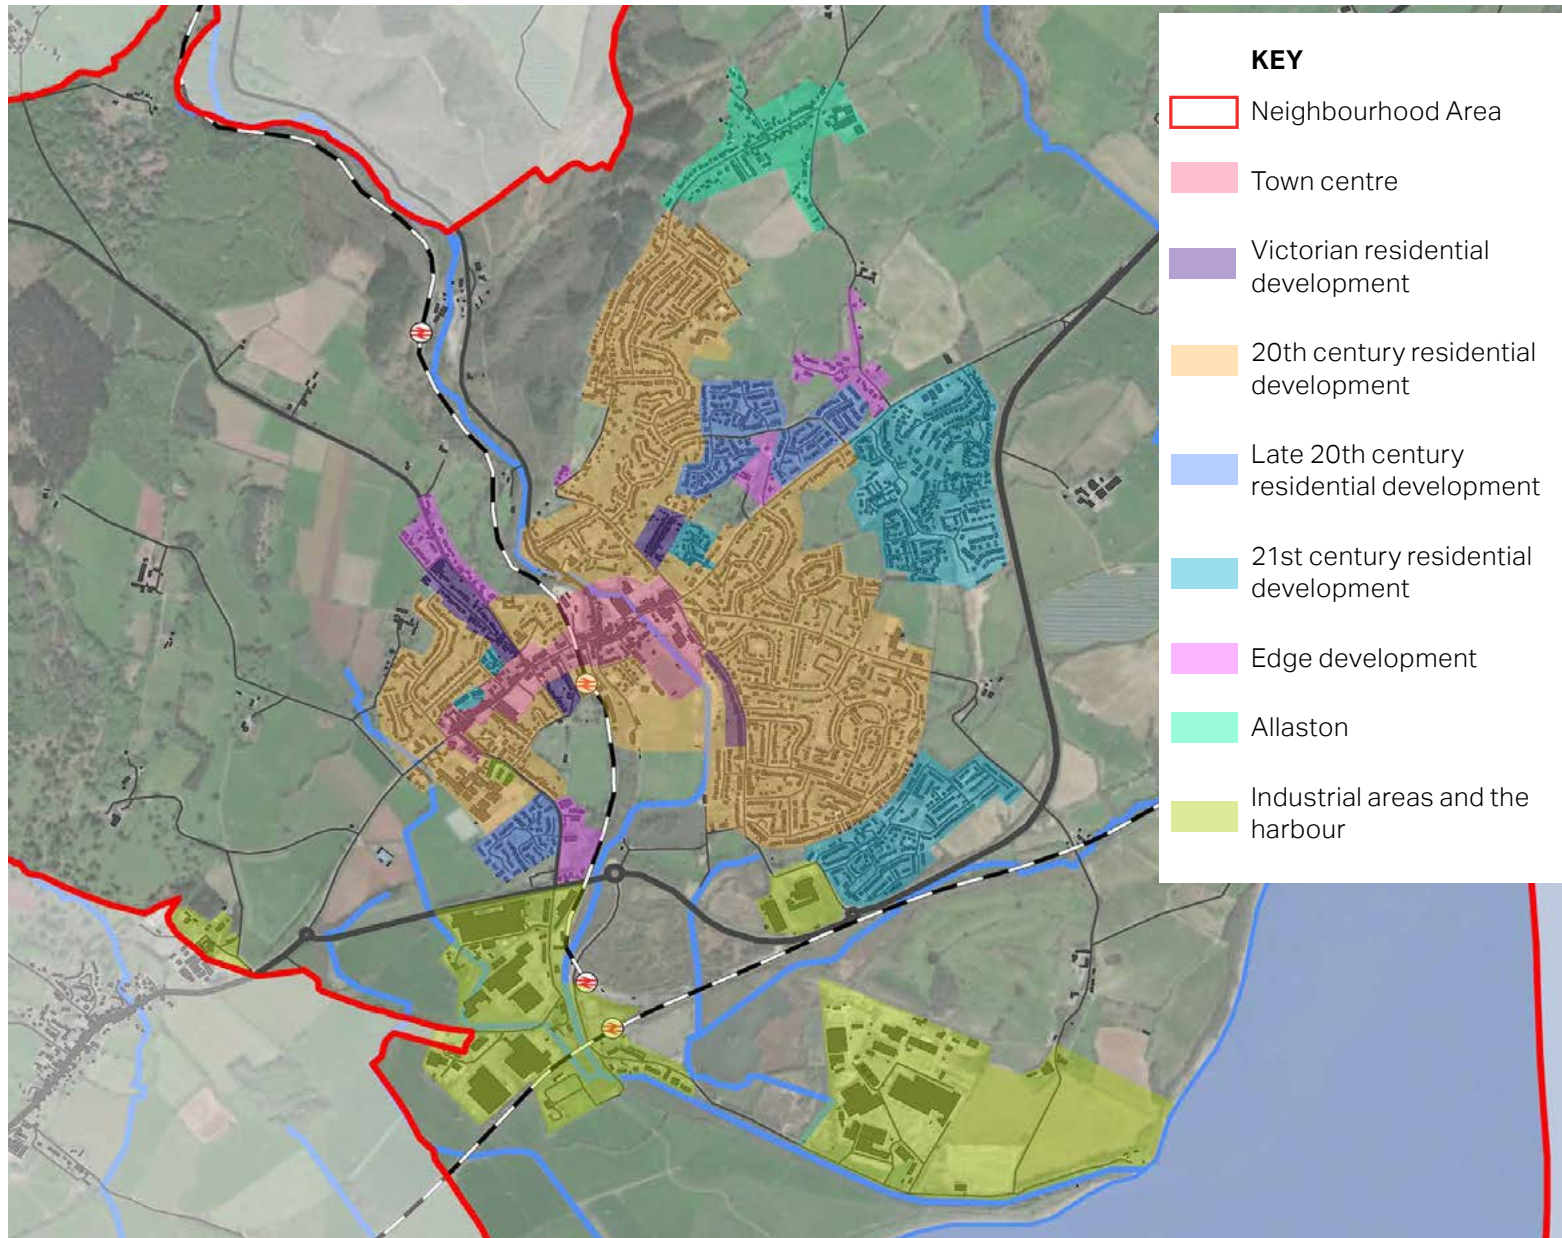 KEY
Neighbourhood Area
Town centre
Victorian residential
development
20th century residential
development
Late 20th century
residential development
21st century residential
development
Edge development
Allaston
Industrial areas and the
harbour